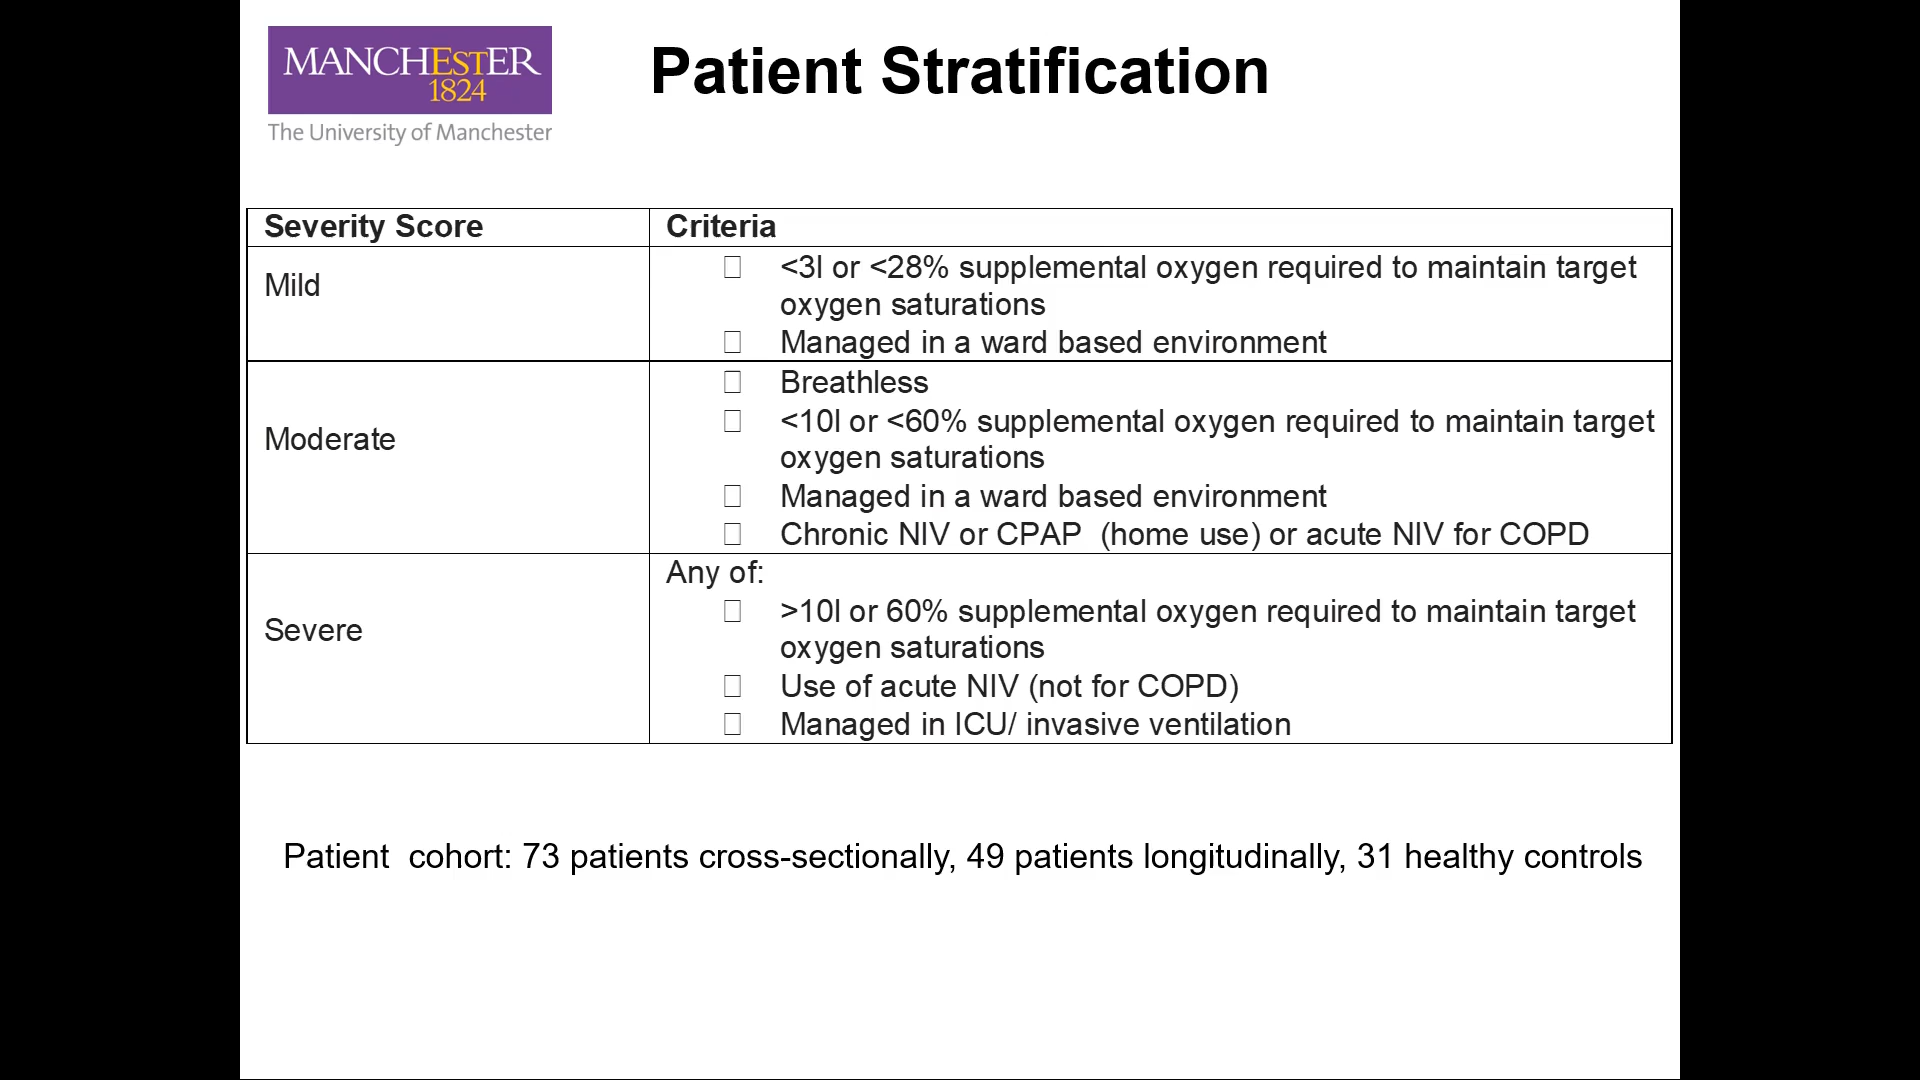 MANCHESTER
1824
The University of Manchester
Patient Stratification
Severity Score
Criteria
Mild
<3l or <28% supplemental oxygen required to maintain target
oxygen saturations
Managed in a ward based environment
Moderate
Breathless
<10l or <60% supplemental oxygen required to maintain target
oxygen saturations
Managed in a ward based environment
Chronic NIV or CPAP  (home use) or acute NIV for COPD
Severe
Any of:
>10l or 60% supplemental oxygen required to maintain target
oxygen saturations
Use of acute NIV (not for COPD)
Managed in ICU/ invasive ventilation
Patient  cohort: 73 patients cross-sectionally, 49 patients longitudinally, 31 healthy controls